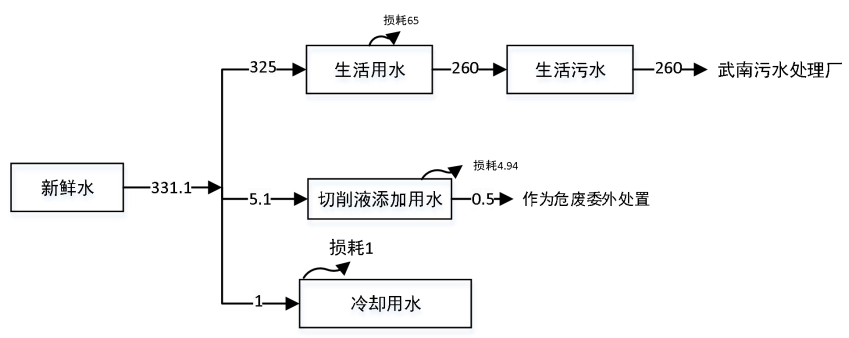 损耗65
325
生活用水
260
生活污水
260
武南污水处理厂
新鲜水
331.1
损耗4.94
5.1
切削液添加用水
0.5
作为危废委外处置
损耗1
1
冷却用水